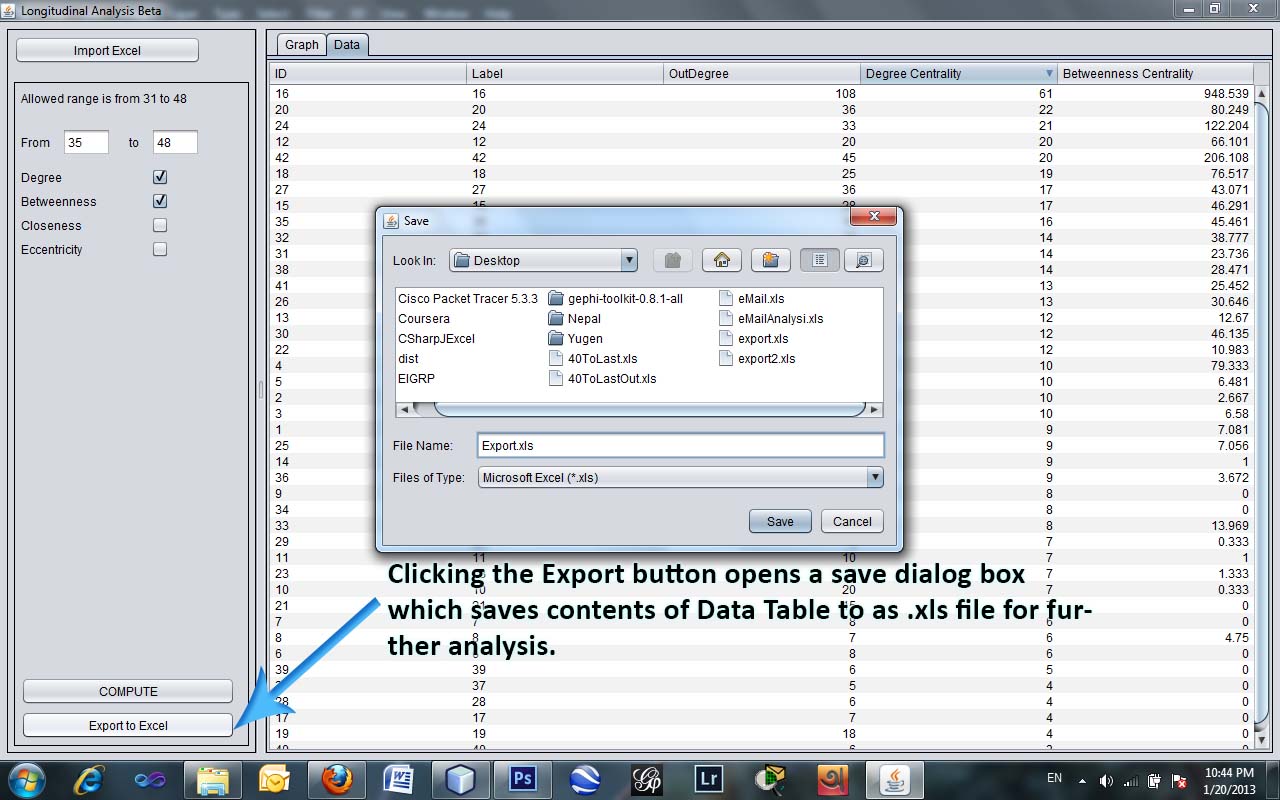 Longitudinal Analysis Beta
Import Excel
Allowed range is from 31 to 48
From 35 to 48
Degree
Betweenness
Closeness
Eccentricity
COMPUTE
Export to Excel
Graph Data
ID Label OutDegree Degree Centrality Betweenness Centrality
16 16 108 61 948.539
20 20 36 22 80.249
24 24 33 21 122.204
12 12 20 20 66.101
42 42 45 20 206.108
18 18 25 19 76.517
27 27 36 17 43.071
15 15 28 17 46.291
35 16 45.461
32 14 38.777
31 14 23.736
38 14 28.471
41 13 25.452
26 13 30.646
13 12 12.67
30 12 46.135
22 12 10.983
4 10 79.333
5 10 6.481
2 10 2.667
3 10 6.58
1 9 7.081
25 9 7.056
14 9 1
36 9 3.672
9 8 0
34 8 0
33 8 13.969
29 7 0.333
11 11 10 7 1
23 7 1.333
10 10 20 7 0.333
21 21 15 0
7 7 8 6 0
8 8 7 6 4.75
6 8 6 0
39 39 6 5 0
37 5 4 0
28 28 6 4 0
17 17 7 4 0
19 19 18 4 0
40 40 6 3 0
Save
Look In: Desktop
Cisco Packet Tracer 5.3.3 gephi-toolkit-0.8.1-all eMail.xls
Coursera Nepal eMailAnalysi.xls
CSharpJExcel Yugen export.xls
dist 40ToLast.xls export2.xls
EIGRP 40ToLastOut.xls
File Name: Export.xls
Files of Type: Microsoft Excel (*.xls)
Save Cancel
Clicking the Export button opens a save dialog box
which saves contents of Data Table to as .xls file for fur-
ther analysis.
Ps
Lr
EN
10:44 PM
1/20/2013